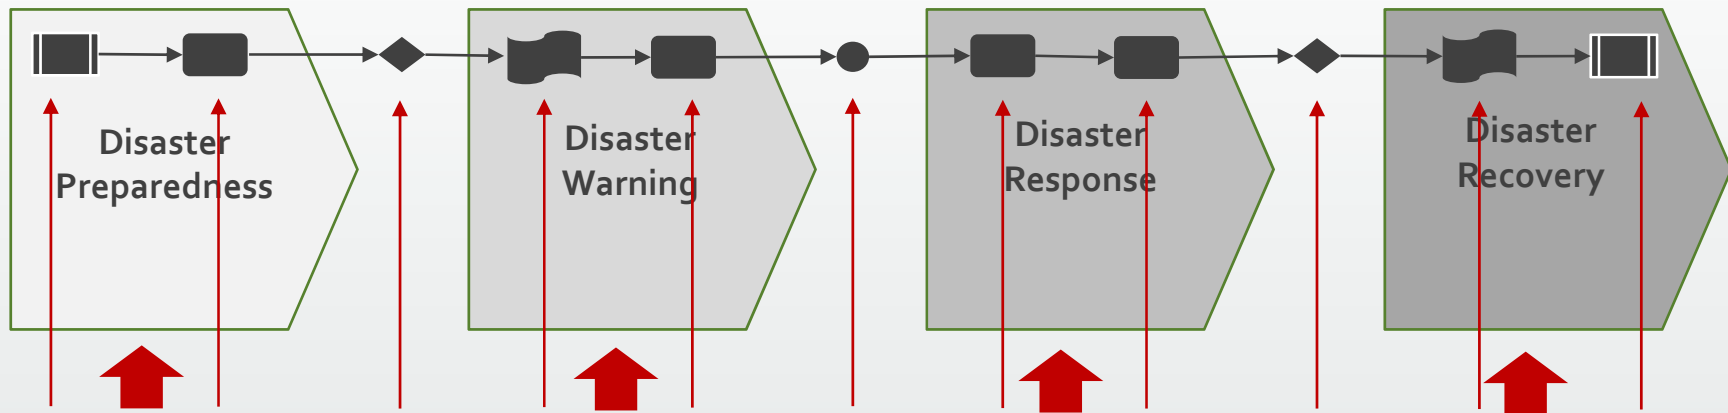 Disaster
Preparedness
Disaster
Warning
Disaster
Response
Disaster
Recovery